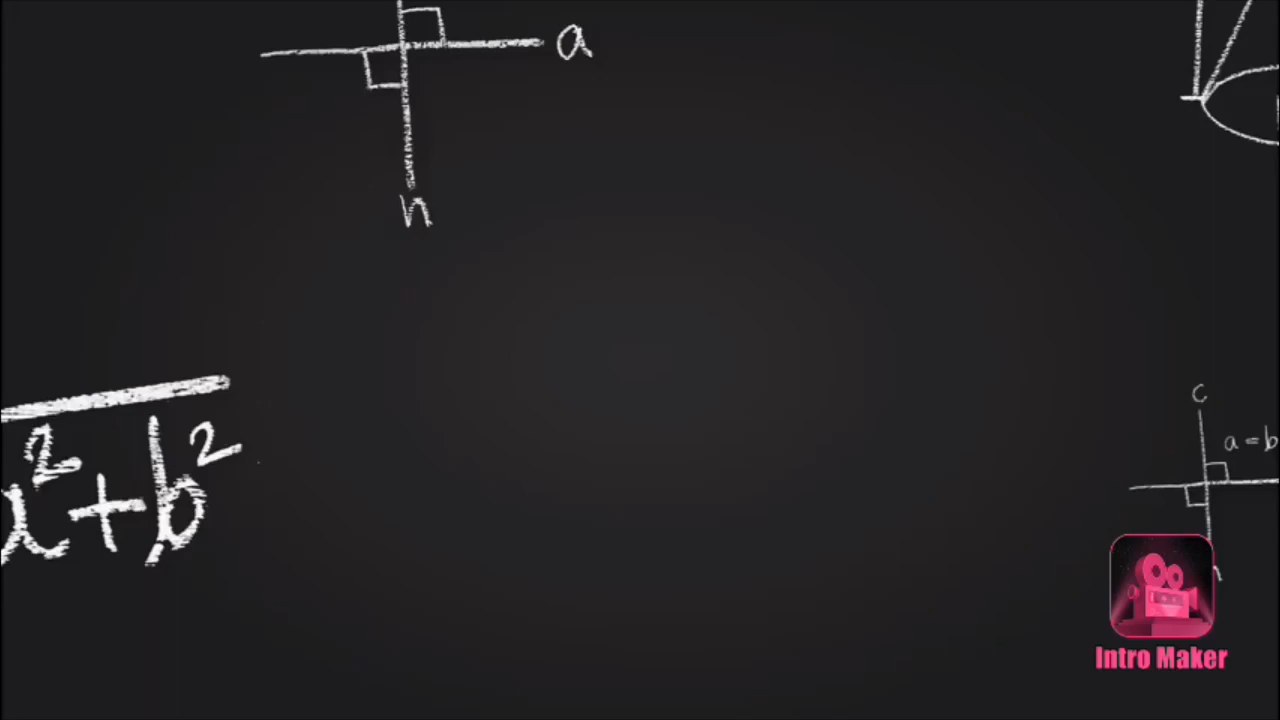 a
n
a²+b²
c
a=b
Intro Maker